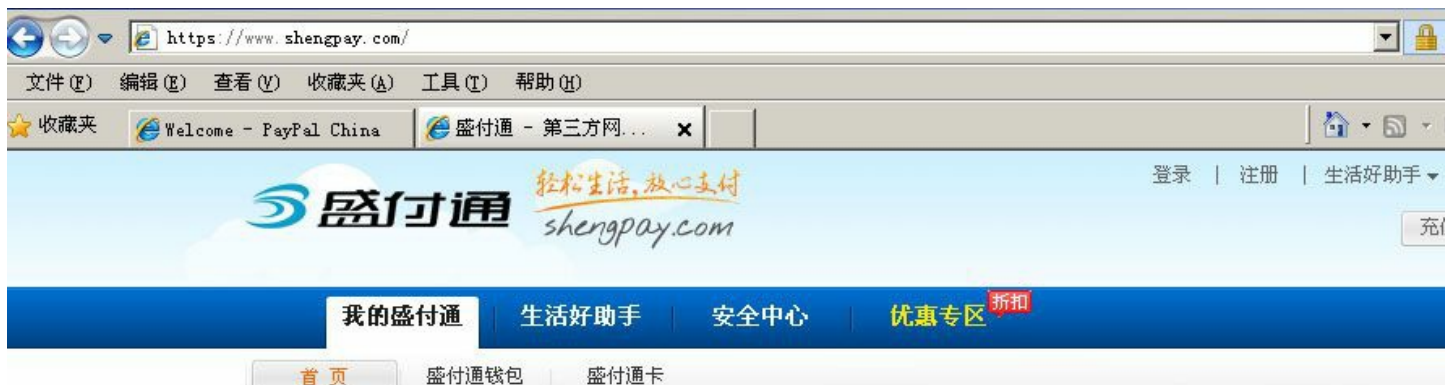 https://www.shengpay.com/
文件(F) 编辑(E) 查看(V) 收藏夹(A) 工具(T) 帮助(H)
收藏夹 Welcome - PayPal China 盛付通 - 第三方网...
登录 | 注册 | 生活好助手
盛付通 轻松生活,放心支付
shengpay.com
我的盛付通 生活好助手 安全中心 优惠专区 折扣
首页 盛付通钱包 盛付通卡